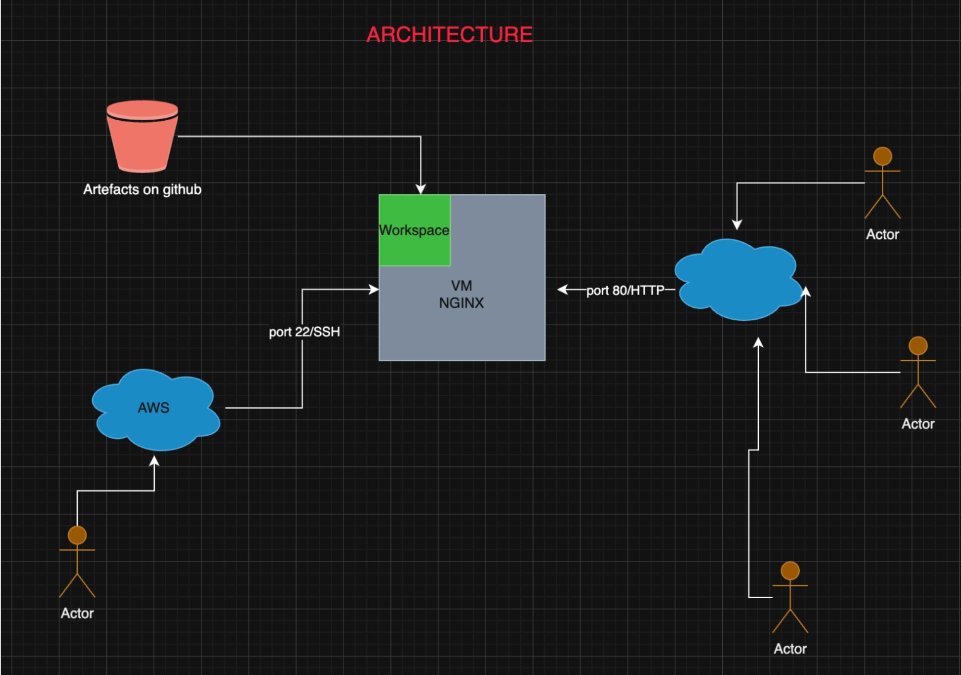 ARCHITECTURE
Artefacts on github
Workspace
VM
NGINX
Actor
port 80/HTTP
port 22/SSH
AWS
Actor
Actor
Actor